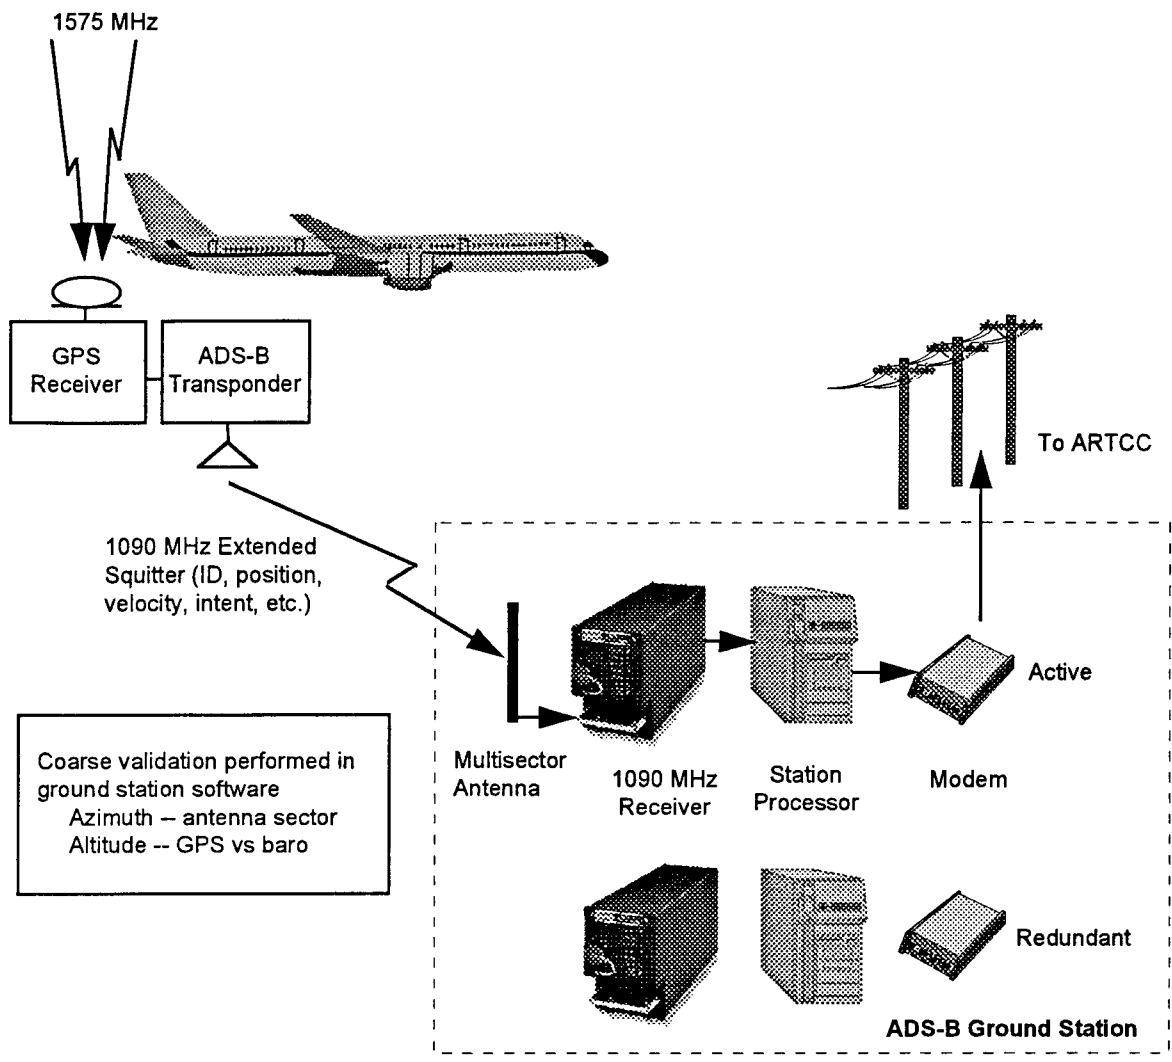 1575 MHz
GPS
Receiver
ADS-B
Transponder
To ARTCC
1090 MHz Extended
Squitter (ID, position,
velocity, intent, etc.)
Active
Multisector
Antenna
1090 MHz
Receiver
Station
Processor
Modem
Coarse validation performed in
ground station software
Azimuth – antenna sector
Altitude -- GPS vs baro
Redundant
ADS-B Ground Station